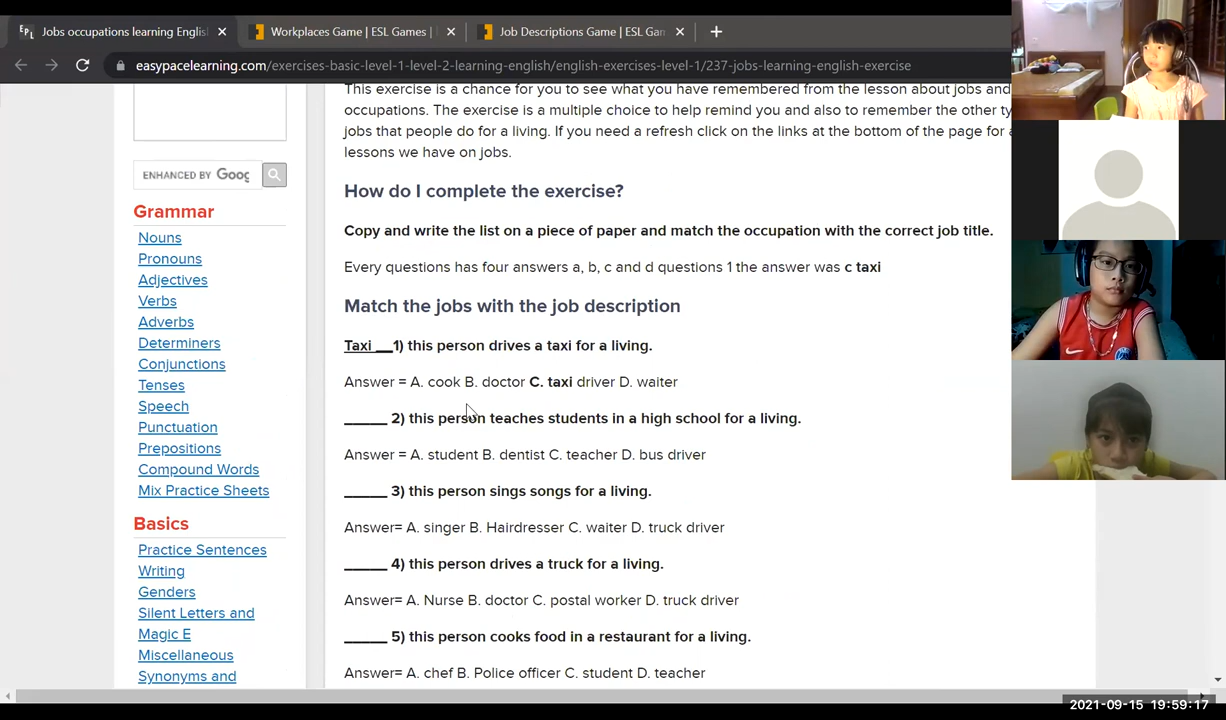 Jobs occupations learning Englis
Workplaces Game | ESL Games |
Job Descriptions Game | ESL Gam
easypacelearning.com/exercises-basic-level-1-level-2-learning-english/english-exercises-level-1/237-jobs-learning-english-exercise
This exercise is a chance for you to see what you have remembered from the lesson about jobs and
occupations. The exercise is a multiple choice to help remind you and also to remember the other ty
jobs that people do for a living. If you need a refresh click on the links at the bottom of the page for a
lessons we have on jobs.
ENHANCED BY Goog
How do I complete the exercise?
Copy and write the list on a piece of paper and match the occupation with the correct job title.
Every questions has four answers a, b, c and d questions 1 the answer was c taxi
Match the jobs with the job description
Taxi __1) this person drives a taxi for a living.
Answer = A. cook B. doctor C. taxi driver D. waiter
_____ 2) this person teaches students in a high school for a living.
Answer = A. student B. dentist C. teacher D. bus driver
_____ 3) this person sings songs for a living.
Answer= A. singer B. Hairdresser C. waiter D. truck driver
_____ 4) this person drives a truck for a living.
Answer= A. Nurse B. doctor C. postal worker D. truck driver
_____ 5) this person cooks food in a restaurant for a living.
Answer= A. chef B. Police officer C. student D. teacher
Grammar
Nouns
Pronouns
Adjectives
Verbs
Adverbs
Determiners
Conjunctions
Tenses
Speech
Punctuation
Prepositions
Compound Words
Mix Practice Sheets
Basics
Practice Sentences
Writing
Genders
Silent Letters and
Magic E
Miscellaneous
Synonyms and
2021-09-15 19:59:17